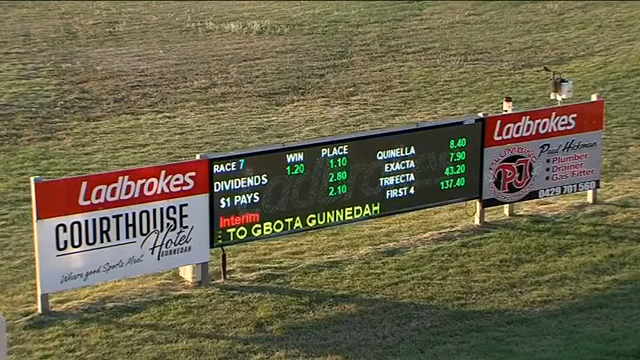 Ladbrokes
COURTHOUSE
Hotel
GUNNEDAH
Where good Sports Meat
RACE 7 WIN PLACE
DIVIDENDS 1.20 1.10
$1 PAYS 2.80
2.10
Interim
TO GBOTA GUNNEDAH
QUINELLA 8.40
EXACTA 7.90
TRIFECTA 43.20
FIRST 4 137.40
Ladbrokes
PLUMBING
PJ
Paul Hickman
Plumber
Drainer
Gas Fitter
0429 701 560